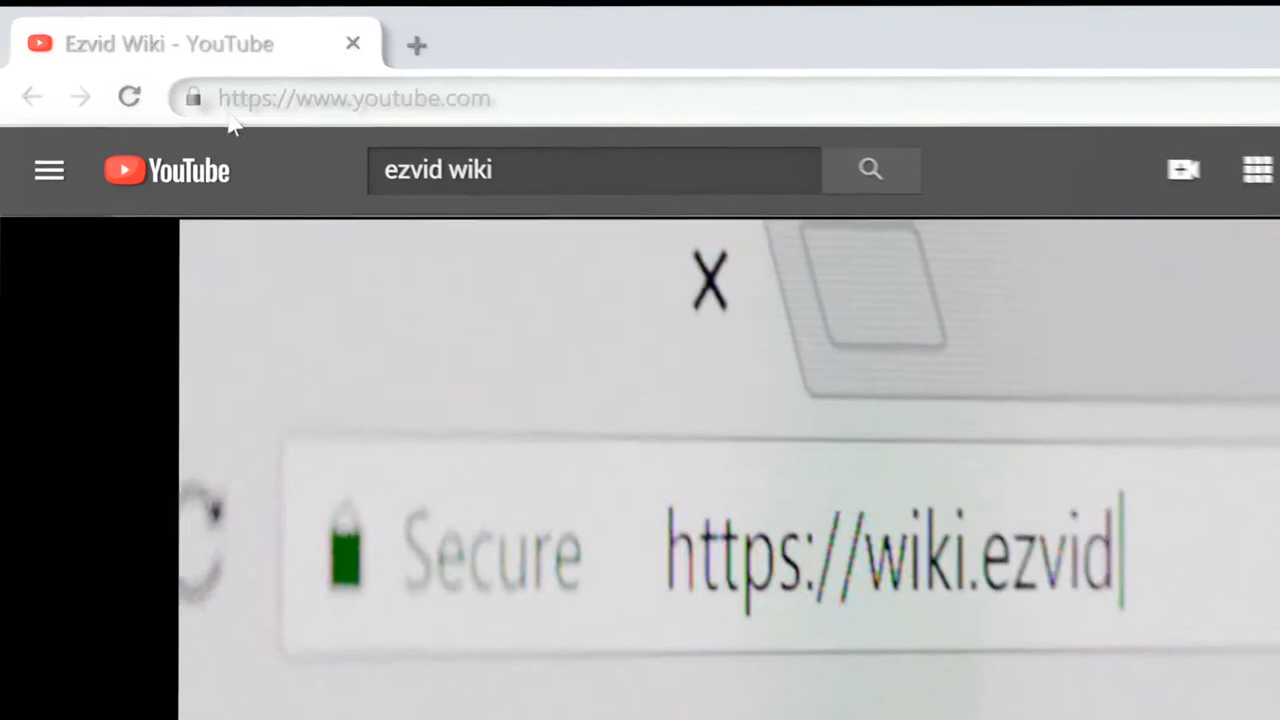 Ezvid Wiki - YouTube
https://www.youtube.com
YouTube
ezvid wiki
X
Secure
https://wiki.ezvid